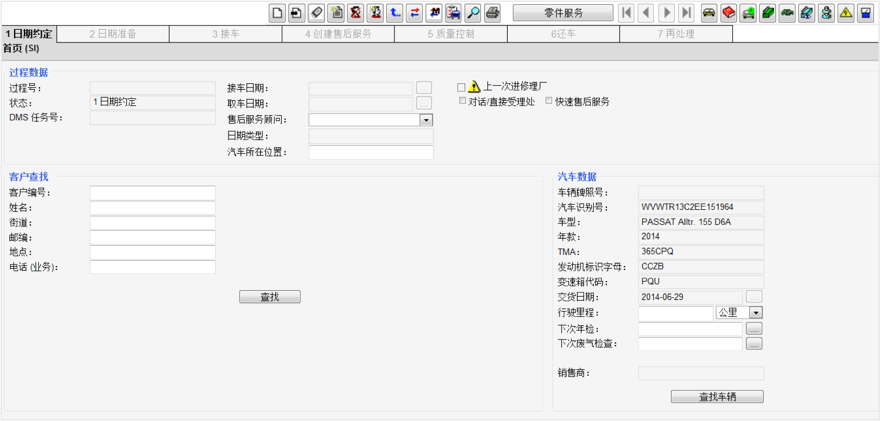 零件服务
1 日期约定 2 日期准备 3 接车 4 创建售后服务 5 质量控制 6还车 7 再处理
首页 (SI)
过程数据
过程号:
状态: 1 日期约定
DMS 任务号:
接车日期: ...
取车日期: ...
售后服务顾问:
日期类型:
汽车所在位置:
上一次进修理厂
对话/直接受理处 快速售后服务
客户查找
客户编号:
姓名:
街道:
邮编:
地点:
电话 (业务):
查找
汽车数据
车辆牌照号:
汽车识别号: WVWTR13C2EE151964
车型: PASSAT Alltr. 155 D6A
年款: 2014
TMA: 365CPQ
发动机标识字母: CCZB
变速箱代码: PQU
交货日期: 2014-06-29 ...
行驶里程: 公里
下次年检: ...
下次废气检查: ...
销售商:
查找车辆